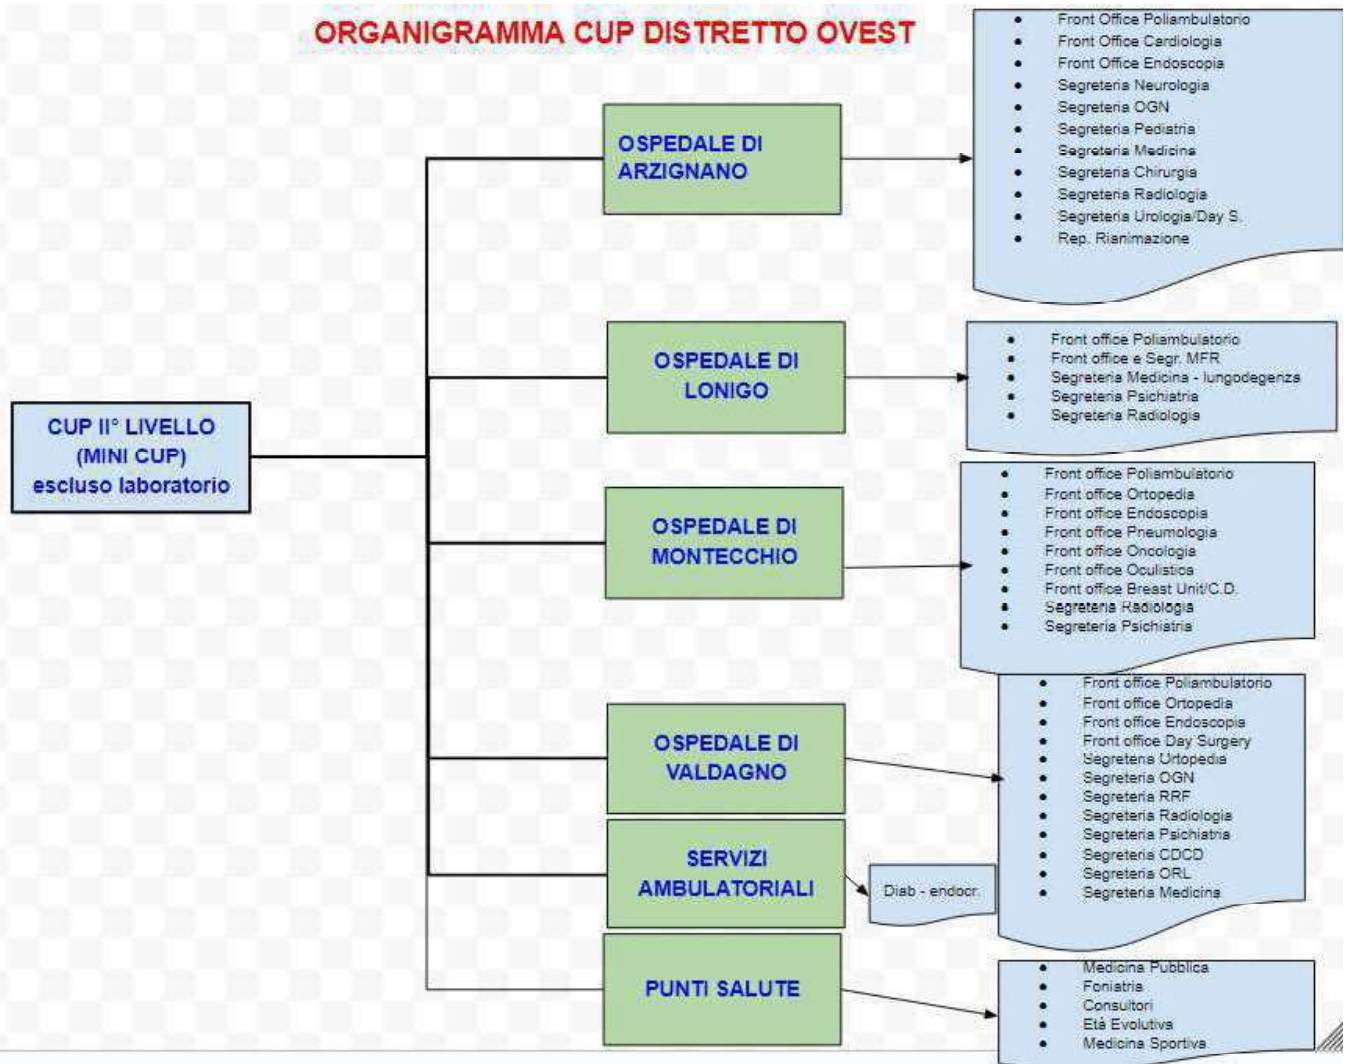 ORGANIGRAMMA CUP DISTRETTO OVEST
CUP II° LIVELLO
(MINI CUP)
escluso laboratorio
OSPEDALE DI
ARZIGNANO
• Front Office Poliambulatorio
• Front Office Cardiologia
• Front Office Endoscopia
• Segreteria Neurologia
• Segreteria OGN
• Segreteria Pediatria
• Segreteria Medicina
• Segreteria Chirurgia
• Segreteria Radiologia
• Segreteria Urologia/Day S.
• Rep. Rianimazione
OSPEDALE DI
LONIGO
• Front office Poliambulatorio
• Front office e Segr. MFR
• Segreteria Medicina - lungodegenza
• Segreteria Psichiatria
• Segreteria Radiologia
OSPEDALE DI
MONTECCHIO
• Front office Poliambulatorio
• Front office Ortopedia
• Front office Endoscopia
• Front office Pneumologia
• Front office Oncologia
• Front office Oculistica
• Front office Breast Unit/C.D.
• Segreteria Radiologia
• Segreteria Psichiatria
OSPEDALE DI
VALDAGNO
• Front office Poliambulatorio
• Front office Ortopedia
• Front office Endoscopia
• Front office Day Surgery
• Segreteria Ortopedia
• Segreteria OGN
• Segreteria RRF
• Segreteria Radiologia
• Segreteria Psichiatria
• Segreteria CDCD
• Segreteria ORL
• Segreteria Medicina
SERVIZI
AMBULATORIALI
Diab - endocr.
PUNTI SALUTE
• Medicina Pubblica
• Foniatria
• Consultori
• Età Evolutiva
• Medicina Sportiva